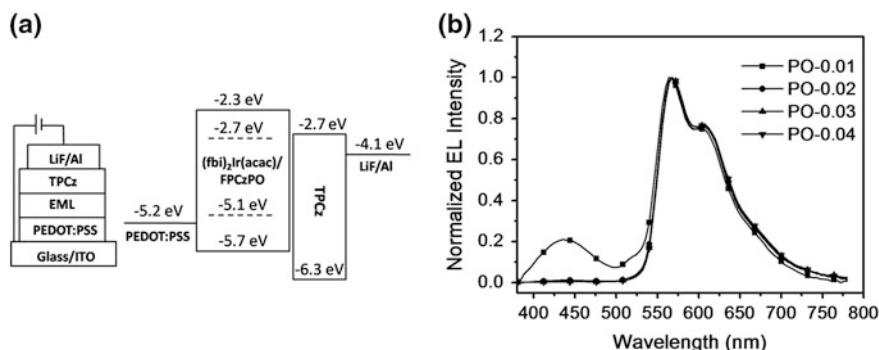 (a)
LiF/Al
TPCz
EML
PEDOT:PSS
Glass/ITO
-5.2 eV
PEDOT:PSS
-2.3 eV
-2.7 eV
(fbi)₂Ir(acac)/
FPCzPO
-5.1 eV
-5.7 eV
-2.7 eV
TPCz
-6.3 eV
-4.1 eV
LiF/Al
(b)
Normalized EL Intensity
1.2
1.0
0.8
0.6
0.4
0.2
0.0
PO-0.01
PO-0.02
PO-0.03
PO-0.04
400 450 500 550 600 650 700 750 800
Wavelength (nm)